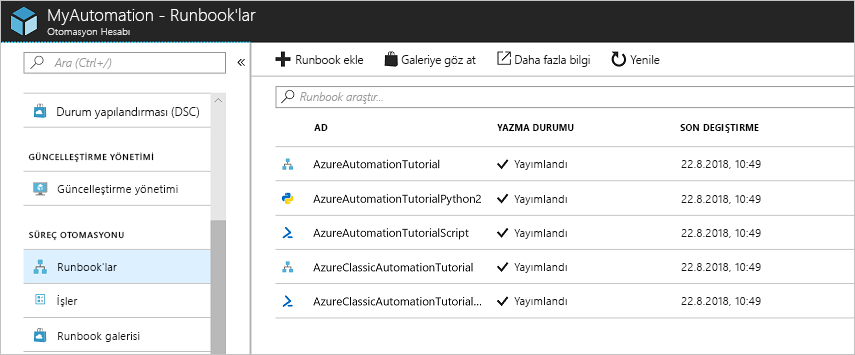 MyAutomation - Runbook'lar
Otomasyon Hesabı
Ara (Ctrl+/)
«
Durum yapılandırması (DSC)
GÜNCELLEŞTİRME YÖNETİMİ
Güncelleştirme yönetimi
SÜREÇ OTOMASYONU
Runbook'lar
İşler
Runbook galerisi
Runbook ekle Galeriye göz at Daha fazla bilgi Yenile
Runbook araştır...
AD YAZMA DURUMU SON DEGIŞTIRME
AzureAutomationTutorial Yayımlandı 22.8.2018, 10:49
AzureAutomationTutorialPython2 Yayımlandı 22.8.2018, 10:49
AzureAutomationTutorialScript Yayımlandı 22.8.2018, 10:49
AzureClassicAutomationTutorial Yayımlandı 22.8.2018, 10:49
AzureClassicAutomationTutorial... Yayımlandı 22.8.2018, 10:49